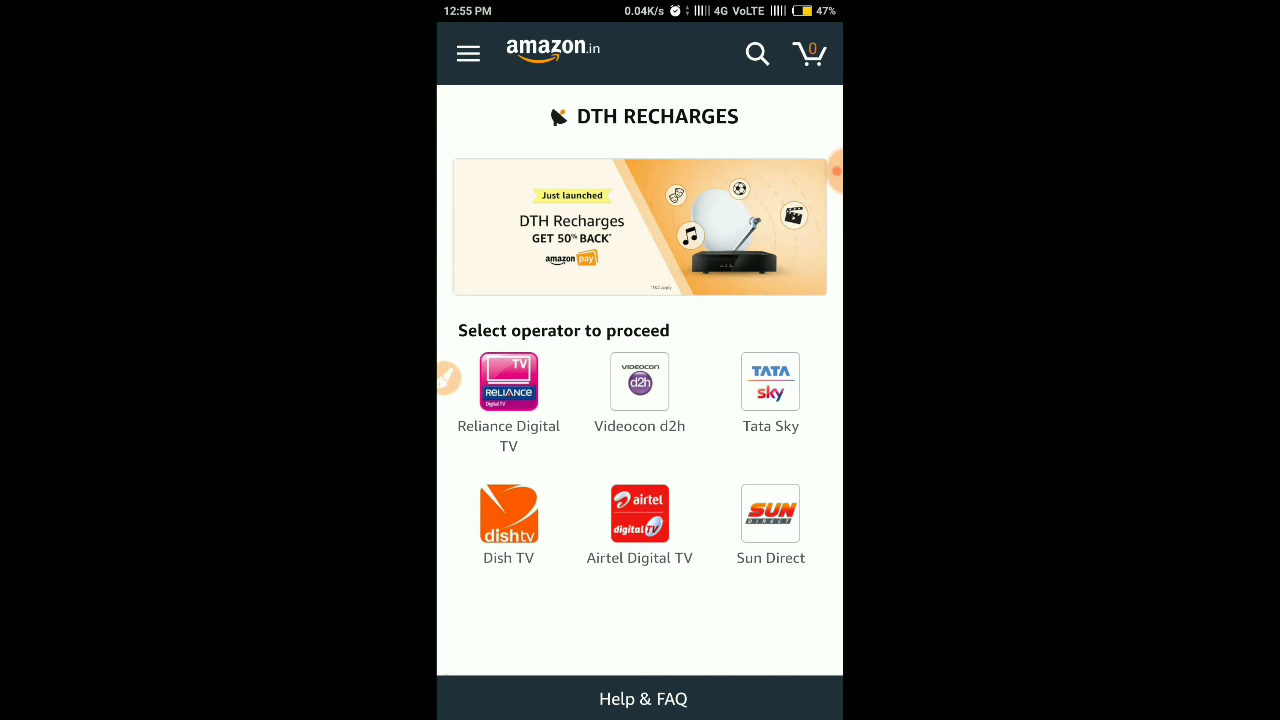 12:55 PM 0.04K/s 4G VoLTE 47%
amazon.in 0
DTH RECHARGES
Just launched
DTH Recharges
GET 50% BACK*
amazon pay
*T&C apply
Select operator to proceed
TV
RELIANCE
Digital TV
VIDEOCON
d2h
TATA
sky
Reliance Digital
TV
Videocon d2h
Tata Sky
dishtv
airtel
digital TV
SUN
DIRECT
Dish TV
Airtel Digital TV
Sun Direct
Help & FAQ